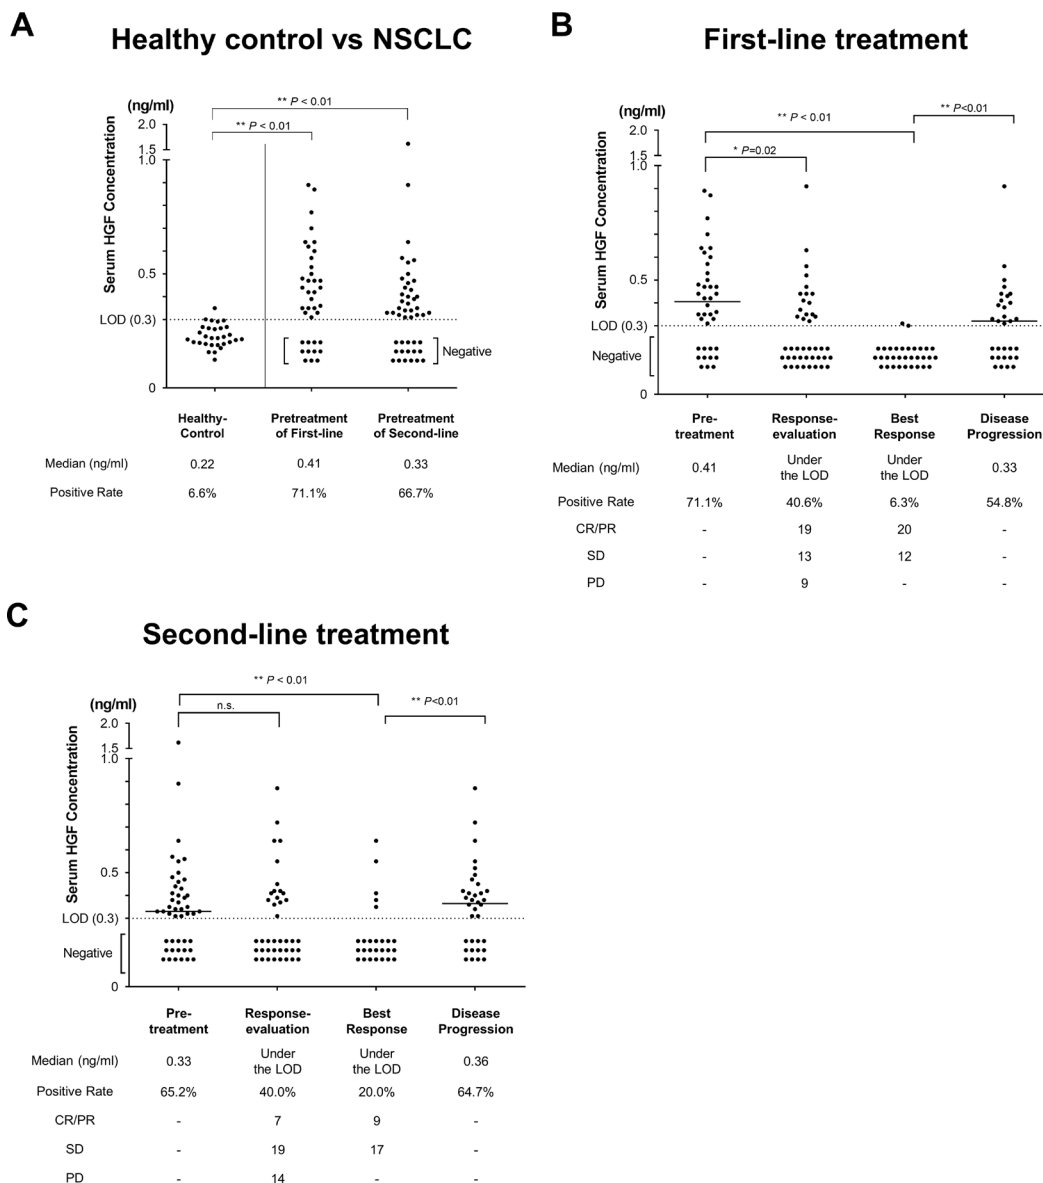 A
Healthy control vs NSCLC
(ng/ml)
** P < 0.01
** P < 0.01
2.0
1.5
1.0
0.5
LOD (0.3)
0
Serum HGF Concentration
Negative
Healthy-
Control
Pretreatment
of First-line
Pretreatment
of Second-line
Median (ng/ml) 0.22 0.41 0.33
Positive Rate 6.6% 71.1% 66.7%
B
First-line treatment
(ng/ml)
** P<0.01
** P < 0.01
* P=0.02
2.0
1.5
1.0
0.5
LOD (0.3)
Negative
0
Serum HGF Concentration
Pre-
treatment
Response-
evaluation
Best
Response
Disease
Progression
Median (ng/ml) 0.41 Under the LOD Under the LOD 0.33
Positive Rate 71.1% 40.6% 6.3% 54.8%
CR/PR - 19 20 -
SD - 13 12 -
PD - 9 - -
C
Second-line treatment
** P < 0.01
(ng/ml)
n.s.
** P<0.01
2.0
1.5
1.0
0.5
LOD (0.3)
Negative
0
Serum HGF Concentration
Pre-
treatment
Response-
evaluation
Best
Response
Disease
Progression
Median (ng/ml) 0.33 Under the LOD Under the LOD 0.36
Positive Rate 65.2% 40.0% 20.0% 64.7%
CR/PR - 7 9 -
SD - 19 17 -
PD - 14 - -